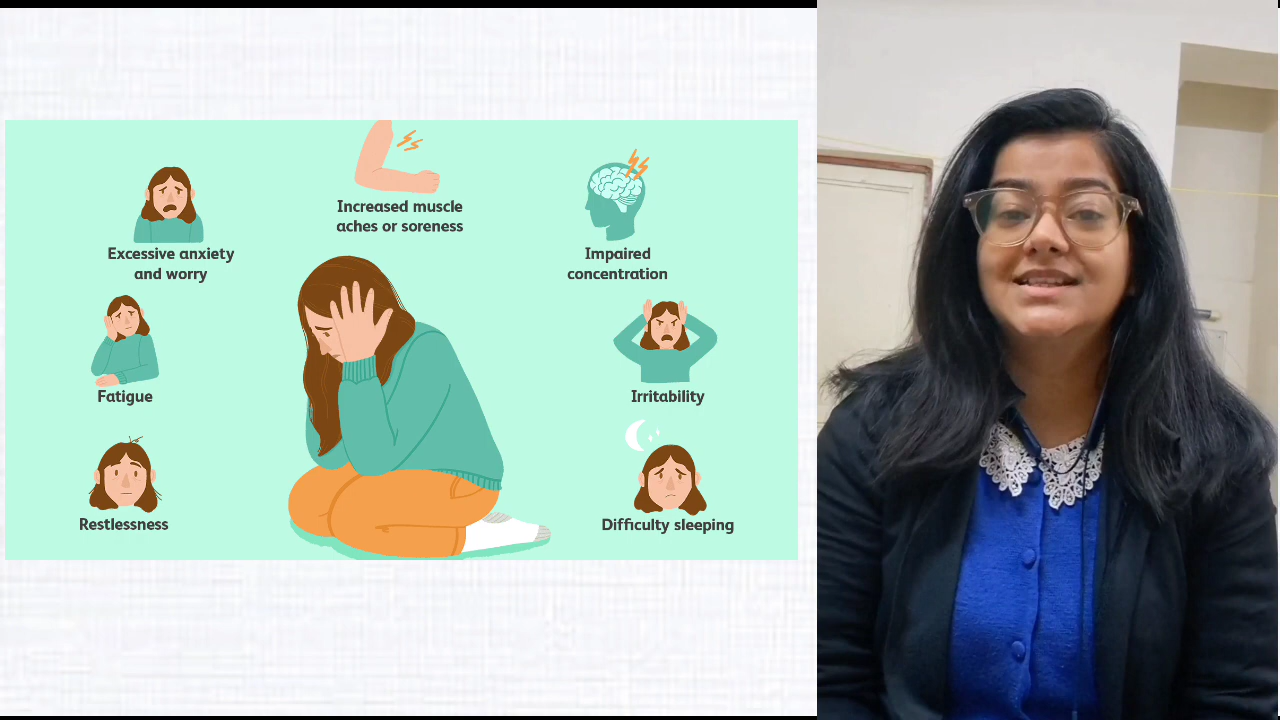 Increased muscle
aches or soreness
Excessive anxiety
and worry
Impaired
concentration
Fatigue
Irritability
Restlessness
Difficulty sleeping